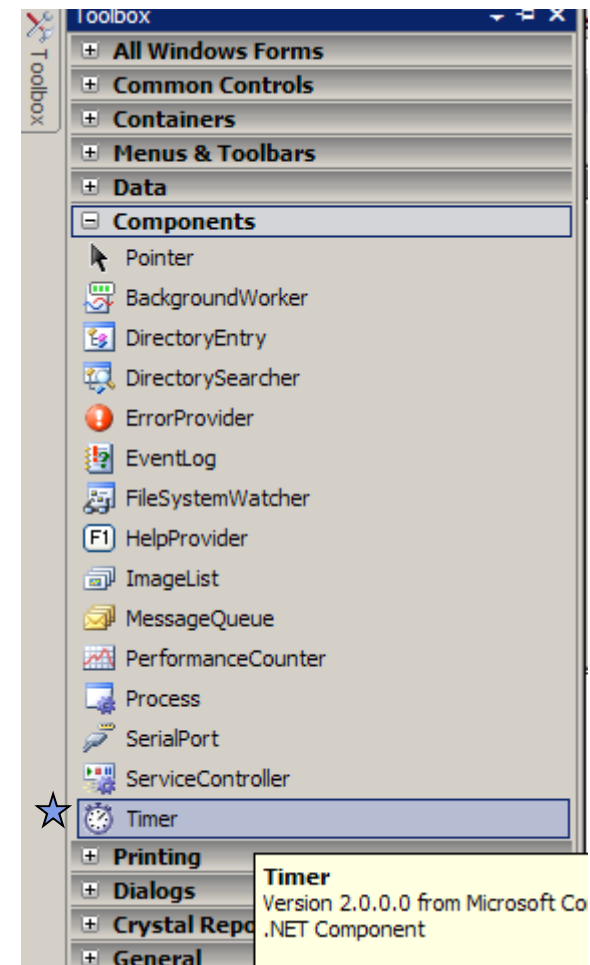 Toolbox
Toolbox
All Windows Forms
Common Controls
Containers
Menus & Toolbars
Data
Components
Pointer
BackgroundWorker
DirectoryEntry
DirectorySearcher
ErrorProvider
EventLog
FileSystemWatcher
F1 HelpProvider
ImageList
MessageQueue
PerformanceCounter
Process
SerialPort
ServiceController
Timer
Printing
Dialogs
Crystal Repo
General
Timer
Version 2.0.0.0 from Microsoft Co
.NET Component